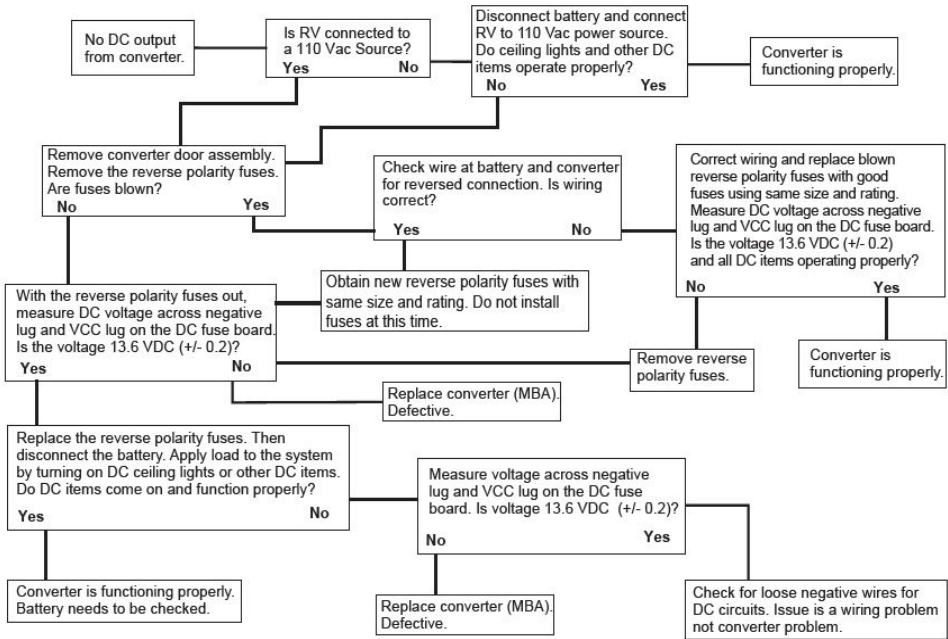 No DC output
from converter.
Is RV connected to
a 110 Vac Source?
Yes No
Disconnect battery and connect
RV to 110 Vac power source.
Do ceiling lights and other DC
items operate properly?
No Yes
Converter is
functioning properly.
Remove converter door assembly.
Remove the reverse polarity fuses.
Are fuses blown?
No Yes
Check wire at battery and converter
for reversed connection. Is wiring
correct?
Yes No
Correct wiring and replace blown
reverse polarity fuses with good
fuses using same size and rating.
Measure DC voltage across negative
lug and VCC lug on the DC fuse board.
Is the voltage 13.6 VDC (+/- 0.2)
and all DC items operating properly?
No Yes
Obtain new reverse polarity fuses with
same size and rating. Do not install
fuses at this time.
With the reverse polarity fuses out,
measure DC voltage across negative
lug and VCC lug on the DC fuse board.
Is the voltage 13.6 VDC (+/- 0.2)?
Yes No
Remove reverse
polarity fuses.
Converter is
functioning properly.
Replace converter (MBA).
Defective.
Replace the reverse polarity fuses. Then
disconnect the battery. Apply load to the system
by turning on DC ceiling lights or other DC items.
Do DC items come on and function properly?
Yes No
Measure voltage across negative
lug and VCC lug on the DC fuse
board. Is voltage 13.6 VDC (+/- 0.2)?
No Yes
Converter is functioning properly.
Battery needs to be checked.
Replace converter (MBA).
Defective.
Check for loose negative wires for
DC circuits. Issue is a wiring problem
not converter problem.